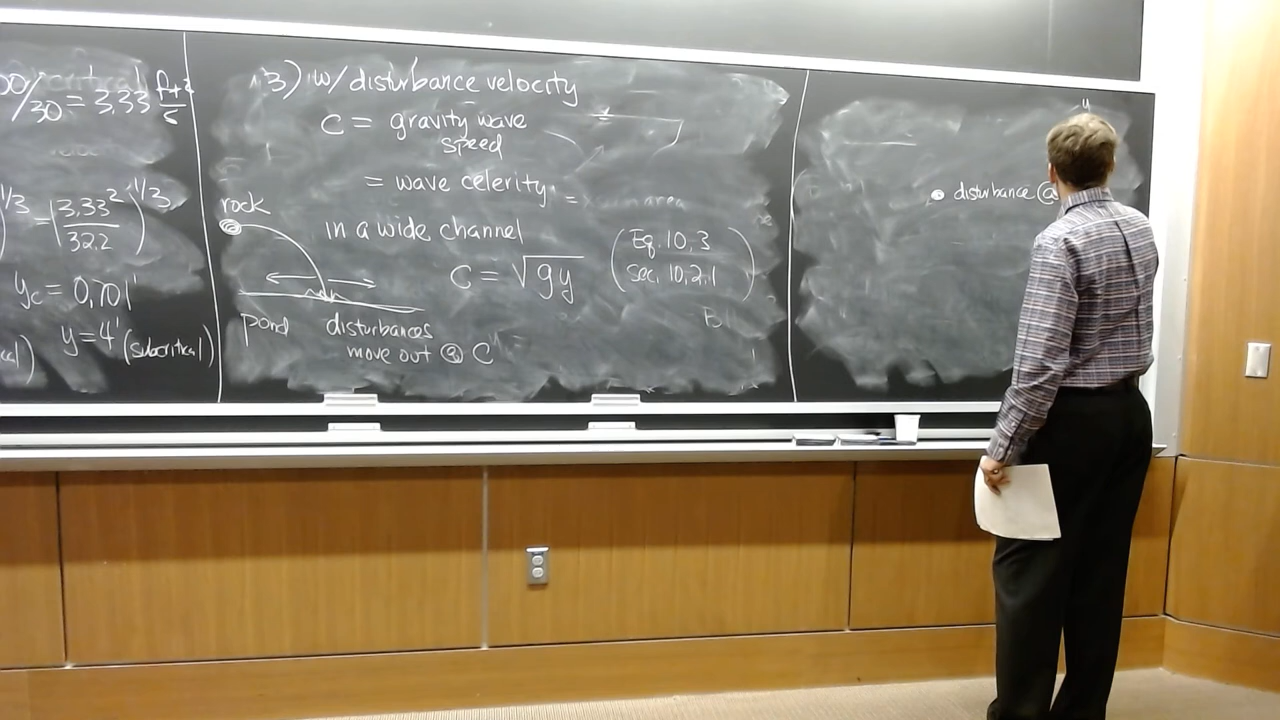 00/30 = 3.33 ft²/s
1/3 = (3.33²/32.2)^1/3
yc = 0.701'
y = 4' (subcritical)
3) w/ disturbance velocity
C = gravity wave
speed
= wave celerity =
rock
in a wide channel
C = √gy
(Eq. 10.3
Sec. 10.2.1)
pond
disturbances
move out @ C
• disturbance @